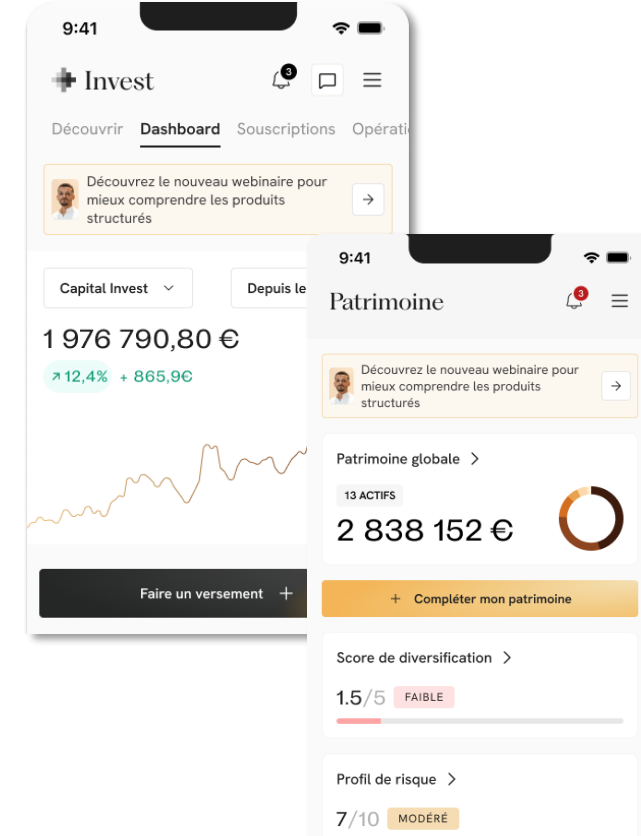 9:41
Invest
3
Découvrir Dashboard Souscriptions Opérati
Découvrez le nouveau webinaire pour
mieux comprendre les produits
structurés
Capital Invest
Depuis le
1 976 790,80 €
12,4% + 865,9€
Faire un versement +
9:41
Patrimoine
3
Découvrez le nouveau webinaire pour
mieux comprendre les produits
structurés
Patrimoine globale
13 ACTIFS
2 838 152 €
+ Compléter mon patrimoine
Score de diversification
1.5/5 FAIBLE
Profil de risque
7/10 MODÉRÉ